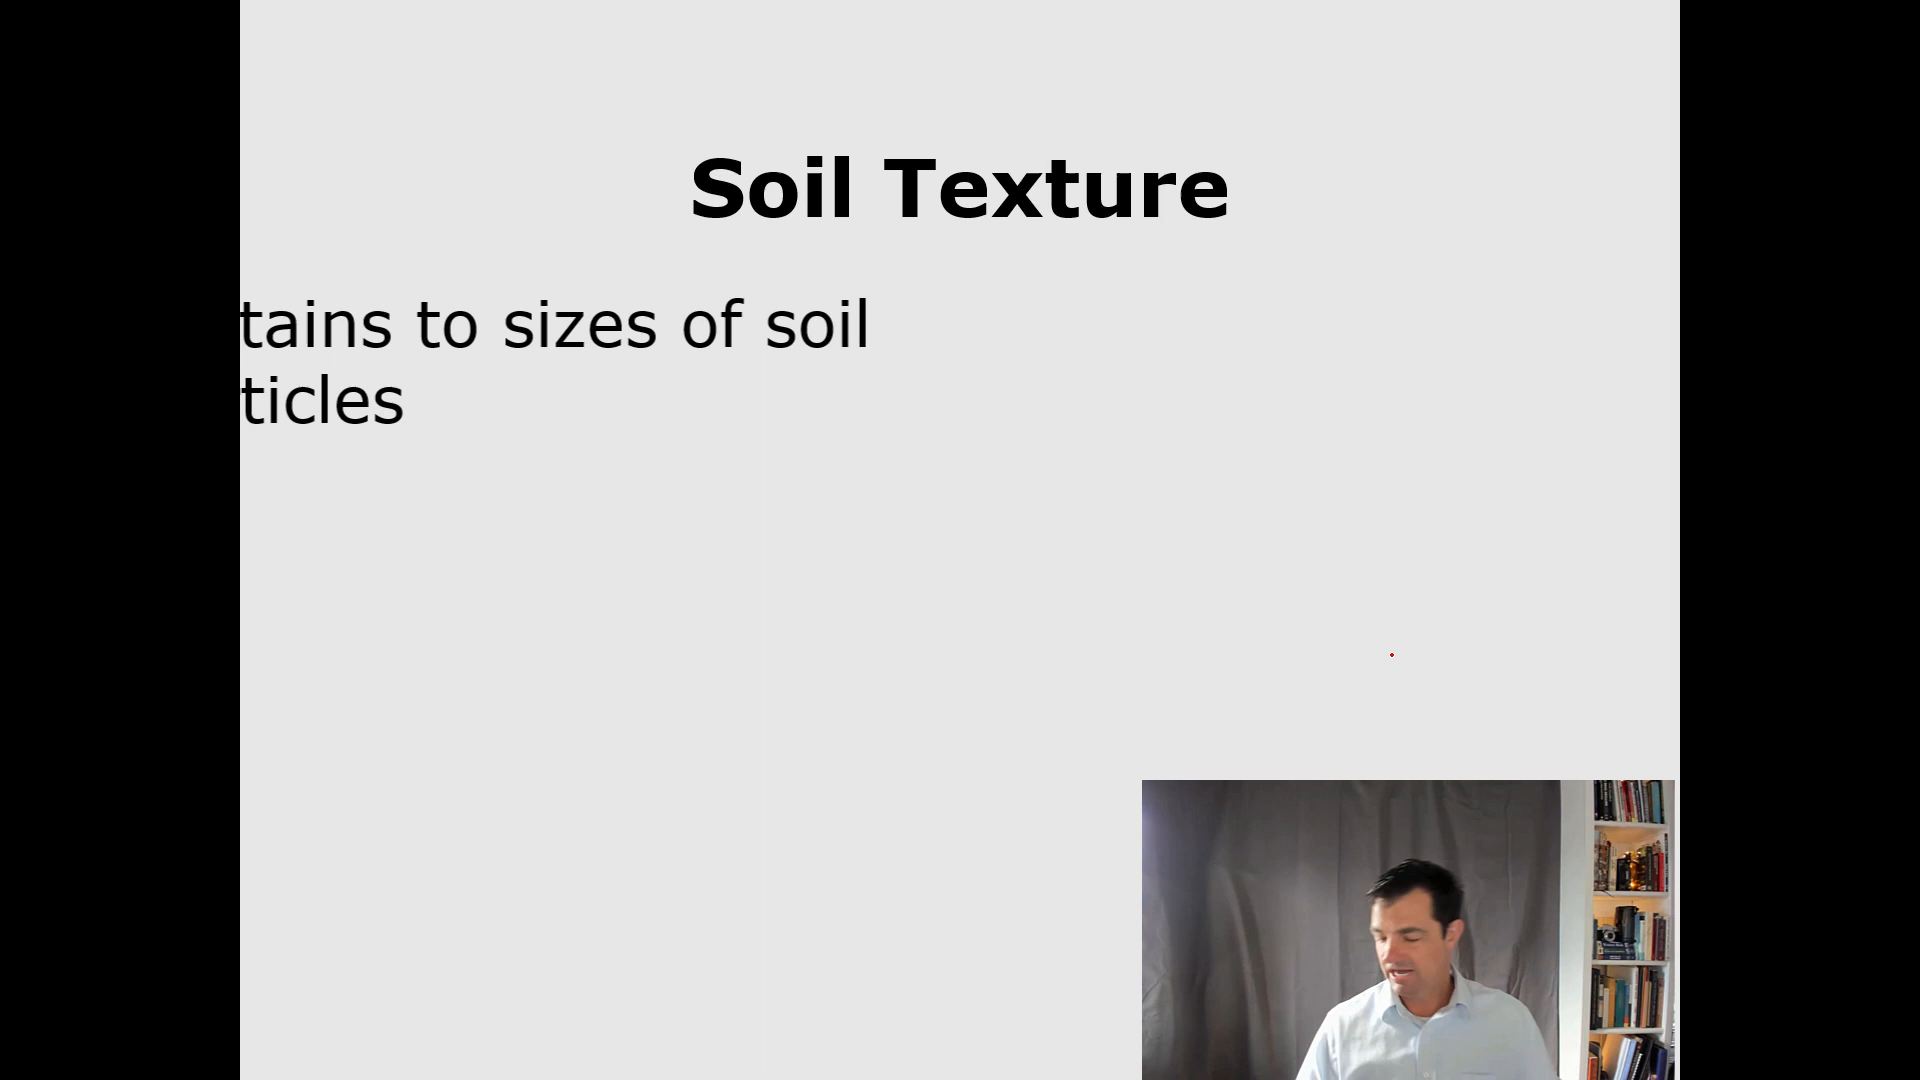 Soil Texture
tains to sizes of soil
ticles